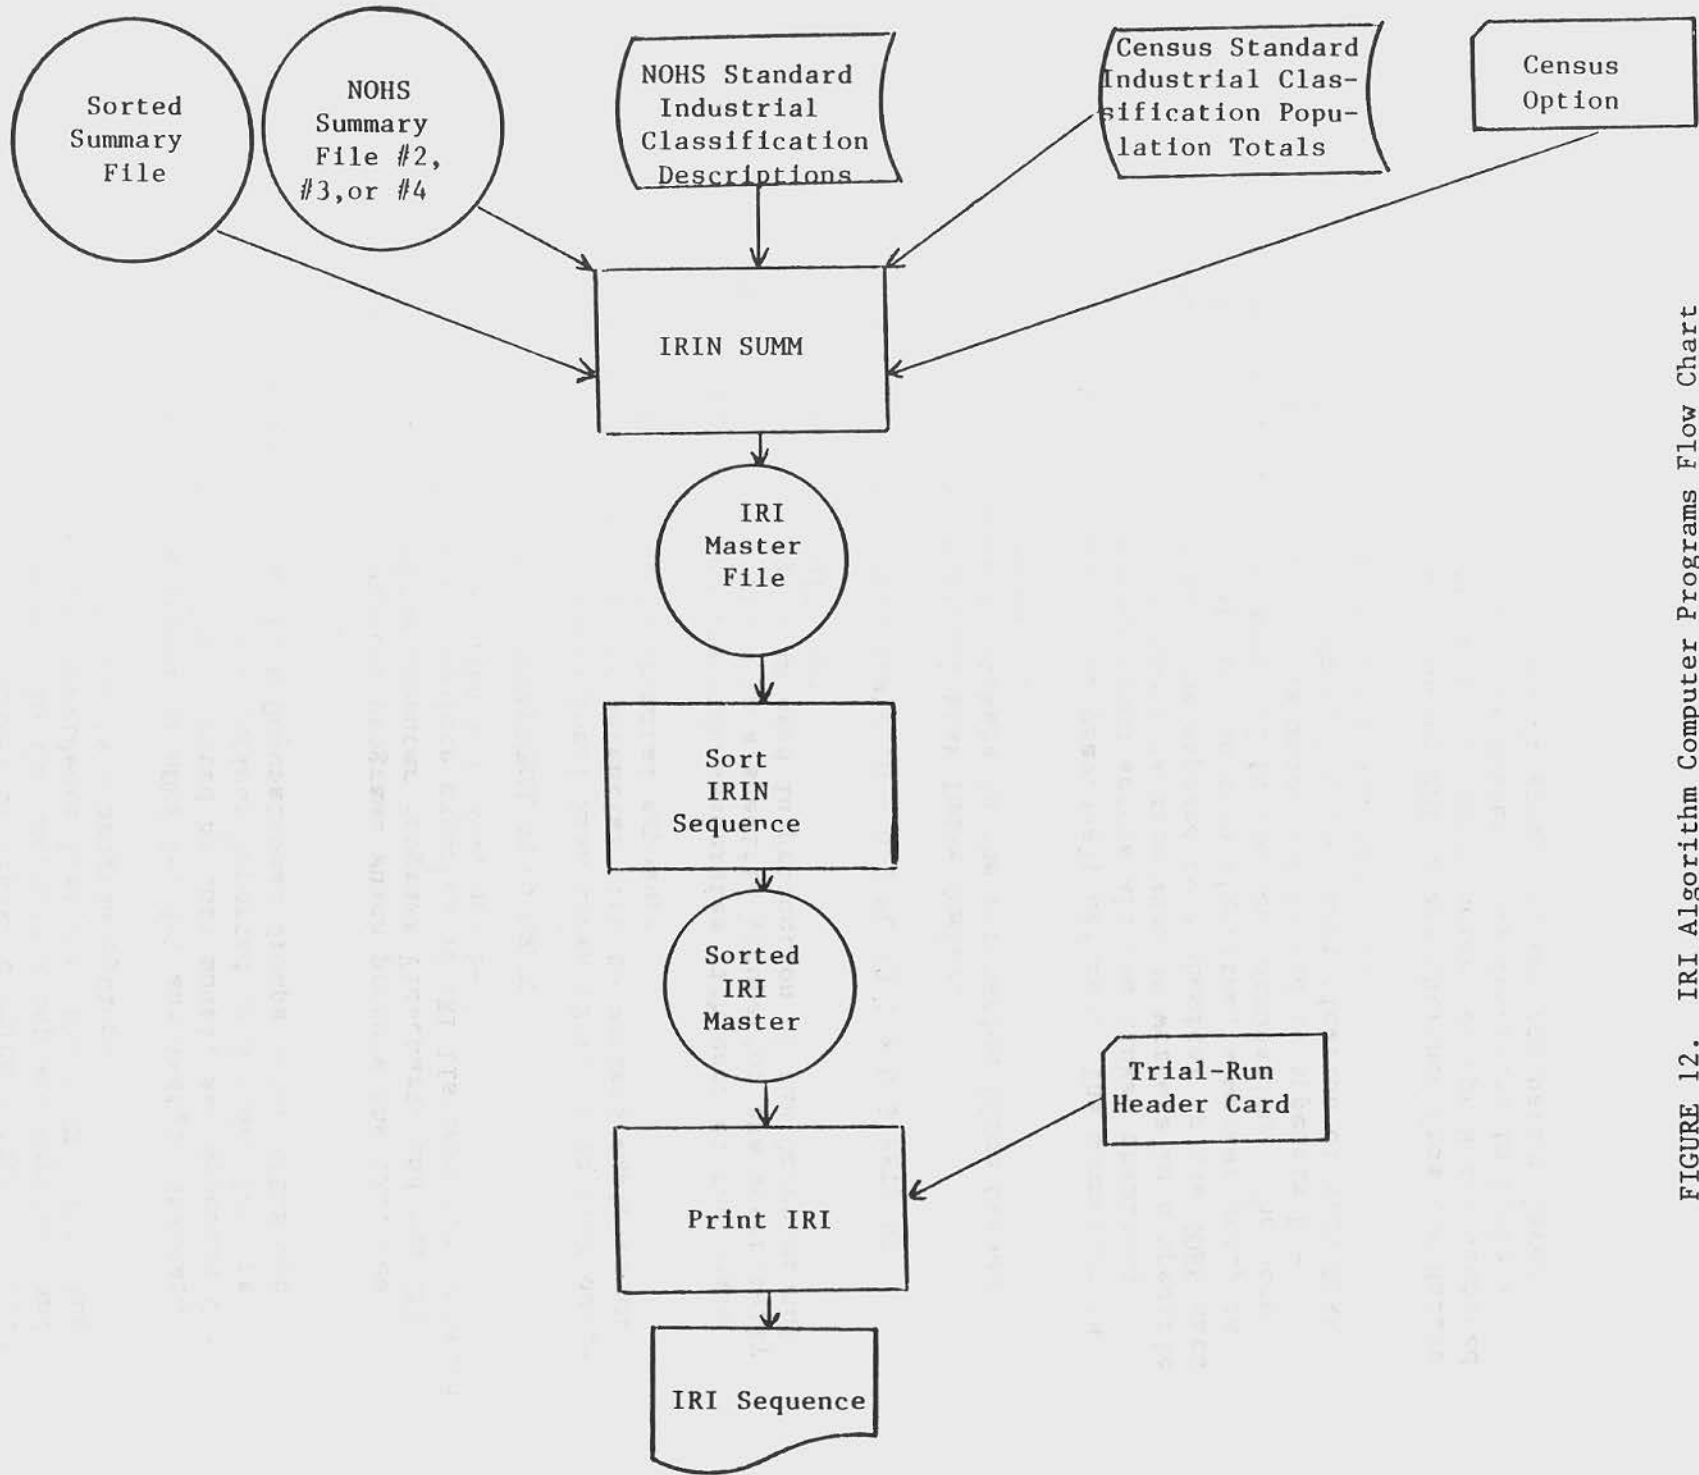 Sorted
Summary
File
NOHS
Summary
File #2,
#3,or #4
NOHS Standard
Industrial
Classification
Descriptions
Census Standard
Industrial Clas-
sification Popu-
lation Totals
Census
Option
IRIN SUMM
IRI
Master
File
Sort
IRIN
Sequence
Sorted
IRI
Master
Trial-Run
Header Card
Print IRI
IRI Sequence
FIGURE 12. IRI Algorithm Computer Programs Flow Chart